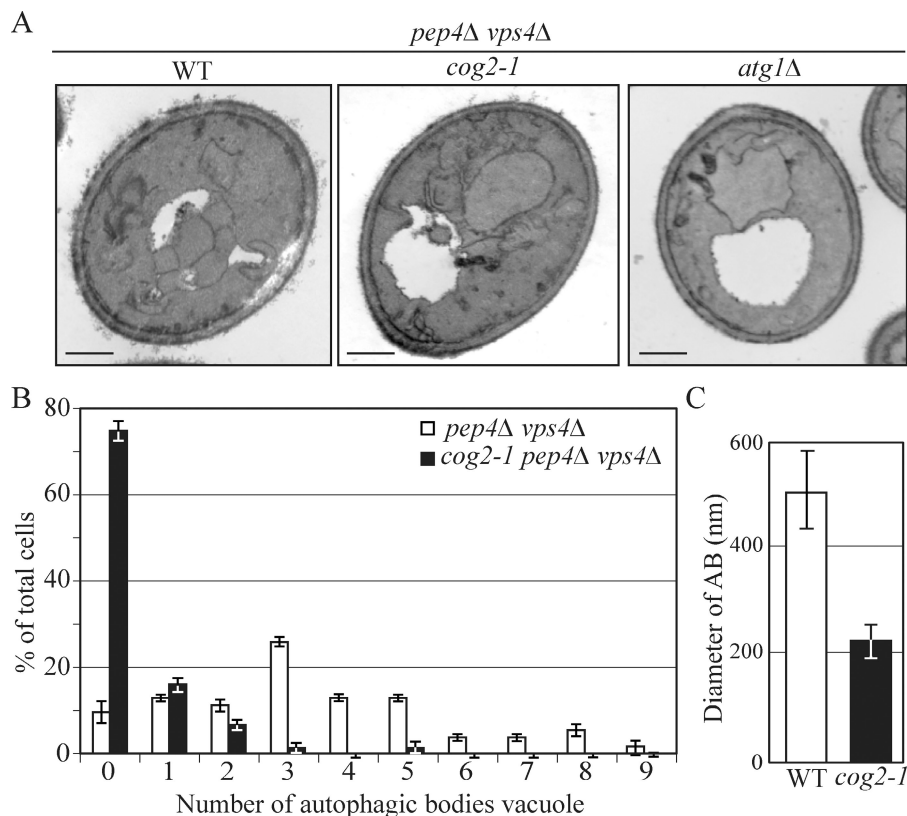 A
pep4Δ vps4Δ
WT cog2-1 atg1Δ
B
80
60
40
20
0
% of total cells
pep4Δ vps4Δ
cog2-1 pep4Δ vps4Δ
0 1 2 3 4 5 6 7 8 9
Number of autophagic bodies vacuole
C
600
400
200
0
Diameter of AB (nm)
WT cog2-1